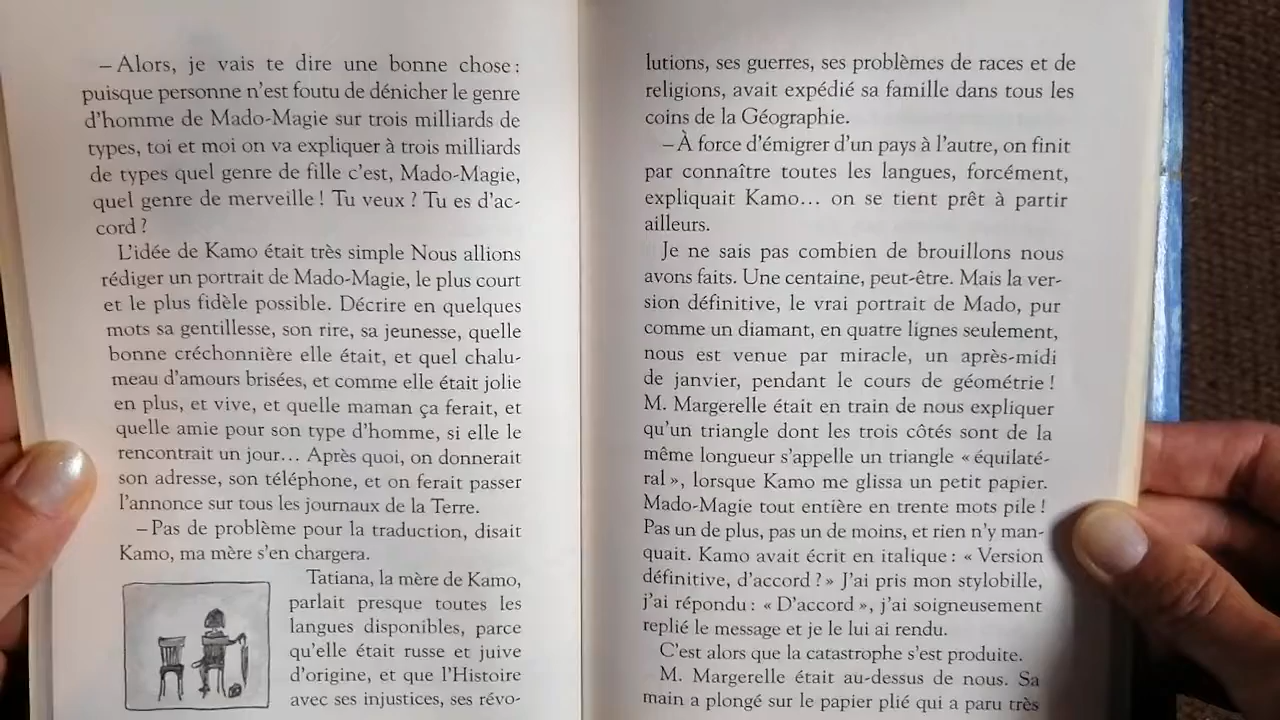 – Alors, je vais te dire une bonne chose :
puisque personne n'est foutu de dénicher le genre
d'homme de Mado-Magie sur trois milliards de
types, toi et moi on va expliquer à trois milliards
de types quel genre de fille c'est, Mado-Magie,
quel genre de merveille ! Tu veux ? Tu es d'ac-
cord ?
L'idée de Kamo était très simple Nous allions
rédiger un portrait de Mado-Magie, le plus court
et le plus fidèle possible. Décrire en quelques
mots sa gentillesse, son rire, sa jeunesse, quelle
bonne créchonnière elle était, et quel chalu-
meau d'amours brisées, et comme elle était jolie
en plus, et vive, et quelle maman ça ferait, et
quelle amie pour son type d'homme, si elle le
rencontrait un jour... Après quoi, on donnerait
son adresse, son téléphone, et on ferait passer
l'annonce sur tous les journaux de la Terre.
– Pas de problème pour la traduction, disait
Kamo, ma mère s'en chargera.
Tatiana, la mère de Kamo,
parlait presque toutes les
langues disponibles, parce
qu'elle était russe et juive
d'origine, et que l'Histoire
avec ses injustices, ses révo-
lutions, ses guerres, ses problèmes de races et de
religions, avait expédié sa famille dans tous les
coins de la Géographie.
– À force d'émigrer d'un pays à l'autre, on finit
par connaître toutes les langues, forcément,
expliquait Kamo... on se tient prêt à partir
ailleurs.
Je ne sais pas combien de brouillons nous
avons faits. Une centaine, peut-être. Mais la ver-
sion définitive, le vrai portrait de Mado, pur
comme un diamant, en quatre lignes seulement,
nous est venue par miracle, un après-midi
de janvier, pendant le cours de géométrie !
M. Margerelle était en train de nous expliquer
qu'un triangle dont les trois côtés sont de la
même longueur s'appelle un triangle « équilaté-
ral », lorsque Kamo me glissa un petit papier.
Mado-Magie tout entière en trente mots pile !
Pas un de plus, pas un de moins, et rien n'y man-
quait. Kamo avait écrit en italique : « Version
définitive, d'accord ? » J'ai pris mon stylobille,
j'ai répondu : « D'accord », j'ai soigneusement
replié le message et je le lui ai rendu.
C'est alors que la catastrophe s'est produite.
M. Margerelle était au-dessus de nous. Sa
main a plongé sur le papier plié qui a paru très